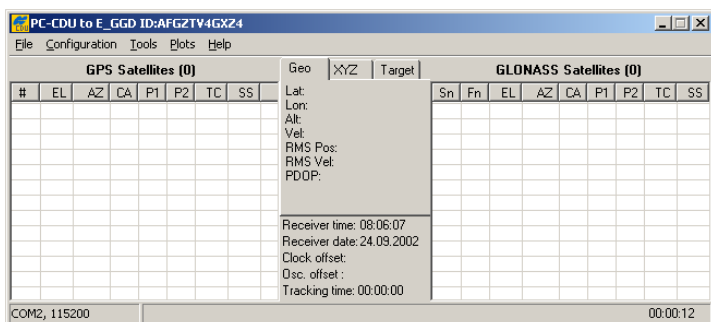 PC-CDU to E_GGD ID:AFGZTV4GXZ4
File Configuration Tools Plots Help
GPS Satellites (0)
# EL AZ CA P1 P2 TC SS
Geo XYZ Target
Lat:
Lon:
Alt:
Vel:
RMS Pos:
RMS Vel:
PDOP:
Receiver time: 08:06:07
Receiver date: 24.09.2002
Clock offset:
Osc. offset :
Tracking time: 00:00:00
GLONASS Satellites (0)
Sn Fn EL AZ CA P1 P2 TC SS
COM2, 115200 00:00:12